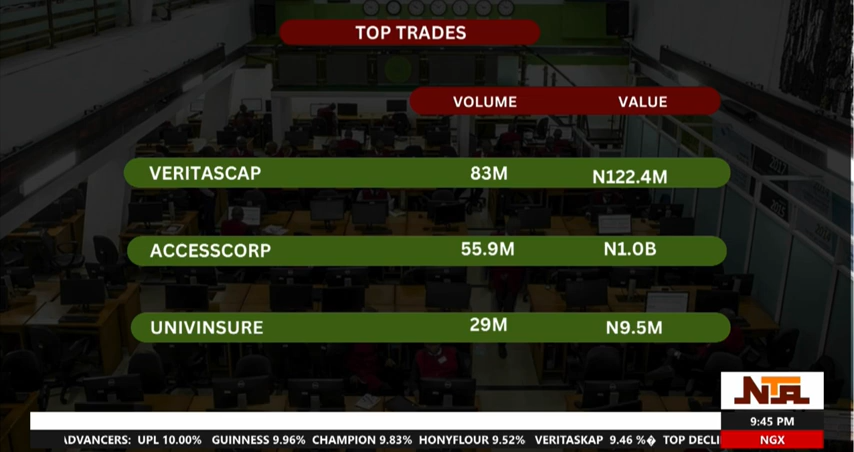 TOP TRADES
VOLUME VALUE
VERITASCAP 83M N122.4M
ACCESSCORP 55.9M N1.0B
UNIVINSURE 29M N9.5M
NTA
9:45 PM
ADVANCERS: UPL 10.00% GUINNESS 9.96% CHAMPION 9.83% HONYFLOUR 9.52% VERITASKAP 9.46 %� TOP DECLI
NGX